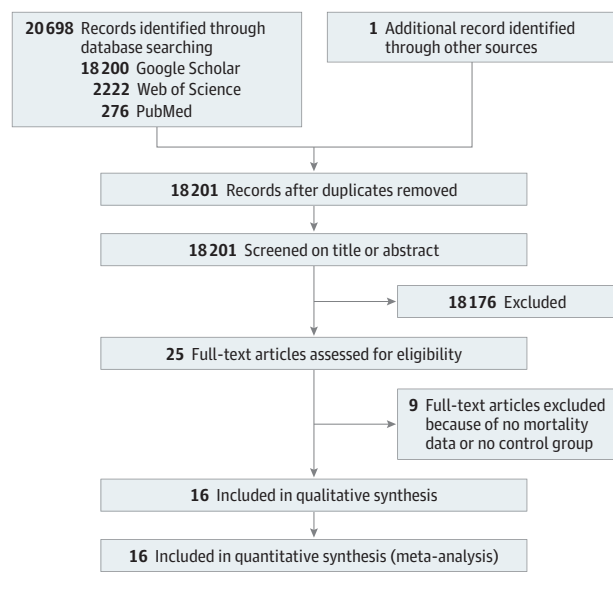 20698 Records identified through
database searching
18200 Google Scholar
2222 Web of Science
276 PubMed
1 Additional record identified
through other sources
18201 Records after duplicates removed
18201 Screened on title or abstract
18176 Excluded
25 Full-text articles assessed for eligibility
9 Full-text articles excluded
because of no mortality
data or no control group
16 Included in qualitative synthesis
16 Included in quantitative synthesis (meta-analysis)